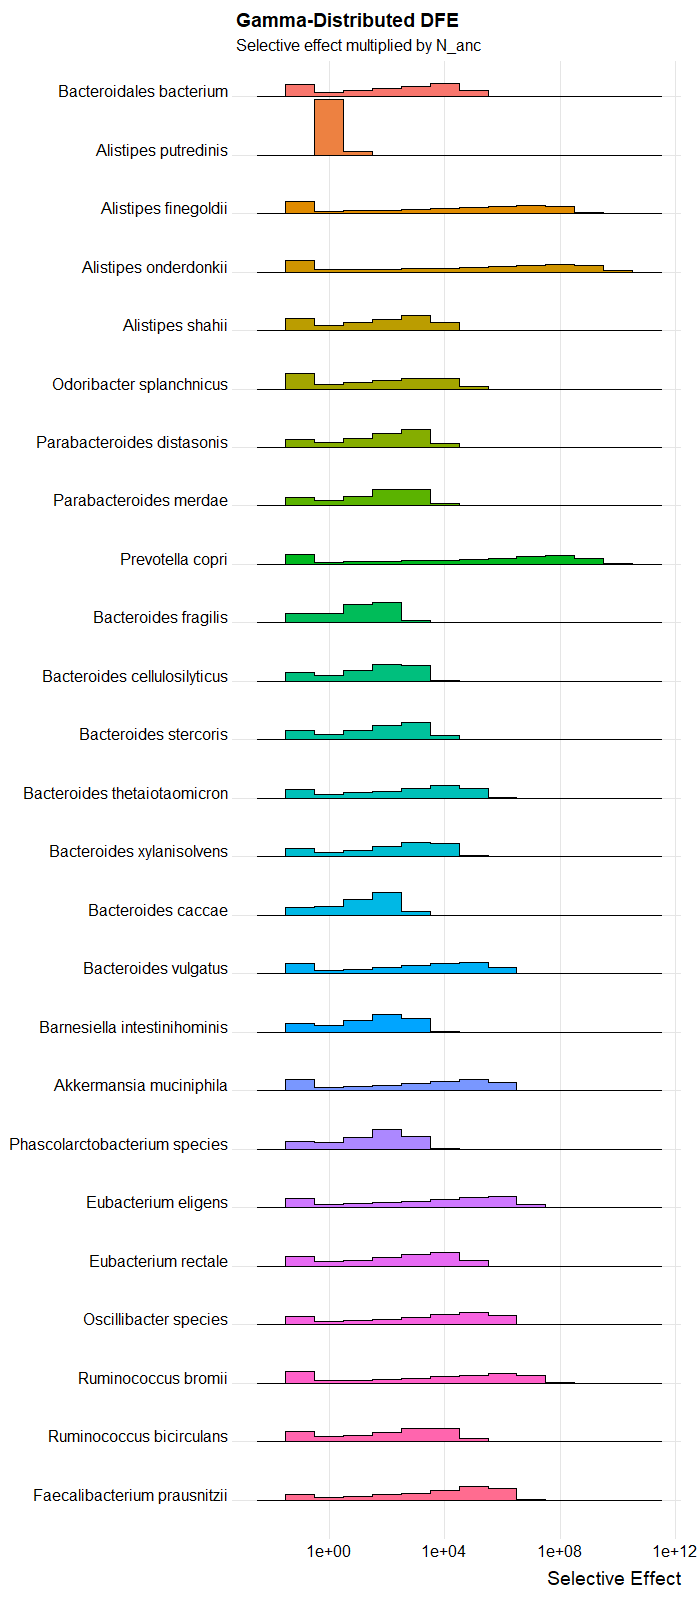 Gamma-Distributed DFE
Selective effect multiplied by N_anc
Bacteroidales bacterium
Alistipes putredinis
Alistipes finegoldii
Alistipes onderdonkii
Alistipes shahii
Odoribacter splanchnicus
Parabacteroides distasonis
Parabacteroides merdae
Prevotella copri
Bacteroides fragilis
Bacteroides cellulosilyticus
Bacteroides stercoris
Bacteroides thetaiotaomicron
Bacteroides xylanisolvens
Bacteroides caccae
Bacteroides vulgatus
Barnesiella intestinihominis
Akkermansia muciniphila
Phascolarctobacterium species
Eubacterium eligens
Eubacterium rectale
Oscillibacter species
Ruminococcus bromii
Ruminococcus bicirculans
Faecalibacterium prausnitzii
1e+00 1e+04 1e+08 1e+12
Selective Effect